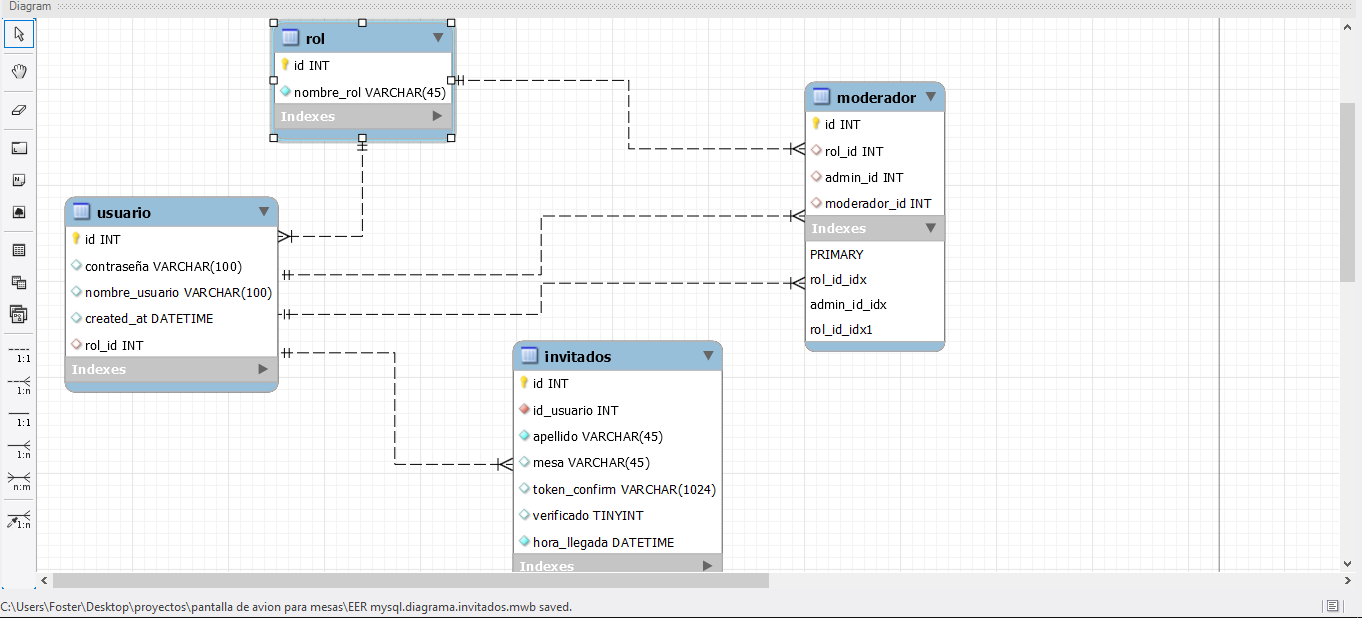 Diagram
rol
id INT
nombre_rol VARCHAR(45)
Indexes
moderador
id INT
rol_id INT
admin_id INT
moderador_id INT
Indexes
PRIMARY
rol_id_idx
admin_id_idx
rol_id_idx1
usuario
id INT
contraseña VARCHAR(100)
nombre_usuario VARCHAR(100)
created_at DATETIME
rol_id INT
Indexes
invitados
id INT
id_usuario INT
apellido VARCHAR(45)
mesa VARCHAR(45)
token_confirm VARCHAR(1024)
verificado TINYINT
hora_llegada DATETIME
Indexes
1:1
1:n
1:1
1:n
n:m
1:n
C:\Users\Foster\Desktop\proyectos\pantalla de avion para mesas\EER mysql.diagrama.invitados.mwb saved.